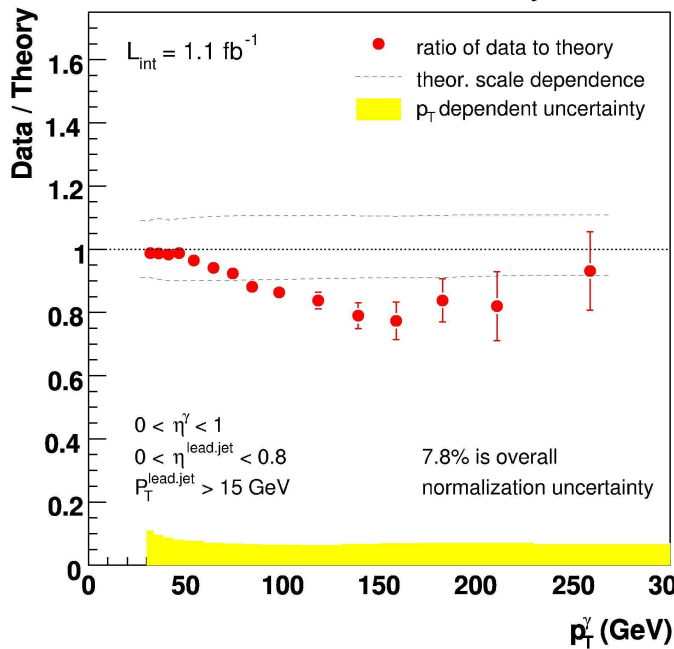 L_int = 1.1 fb^-1
ratio of data to theory
theor. scale dependence
p_T dependent uncertainty
Data / Theory
1.6
1.4
1.2
1
0.8
0.6
0.4
0.2
0
0 < η^γ < 1
0 < η^lead.jet < 0.8
P_T^lead.jet > 15 GeV
7.8% is overall
normalization uncertainty
0 50 100 150 200 250 30
p_T^γ (GeV)